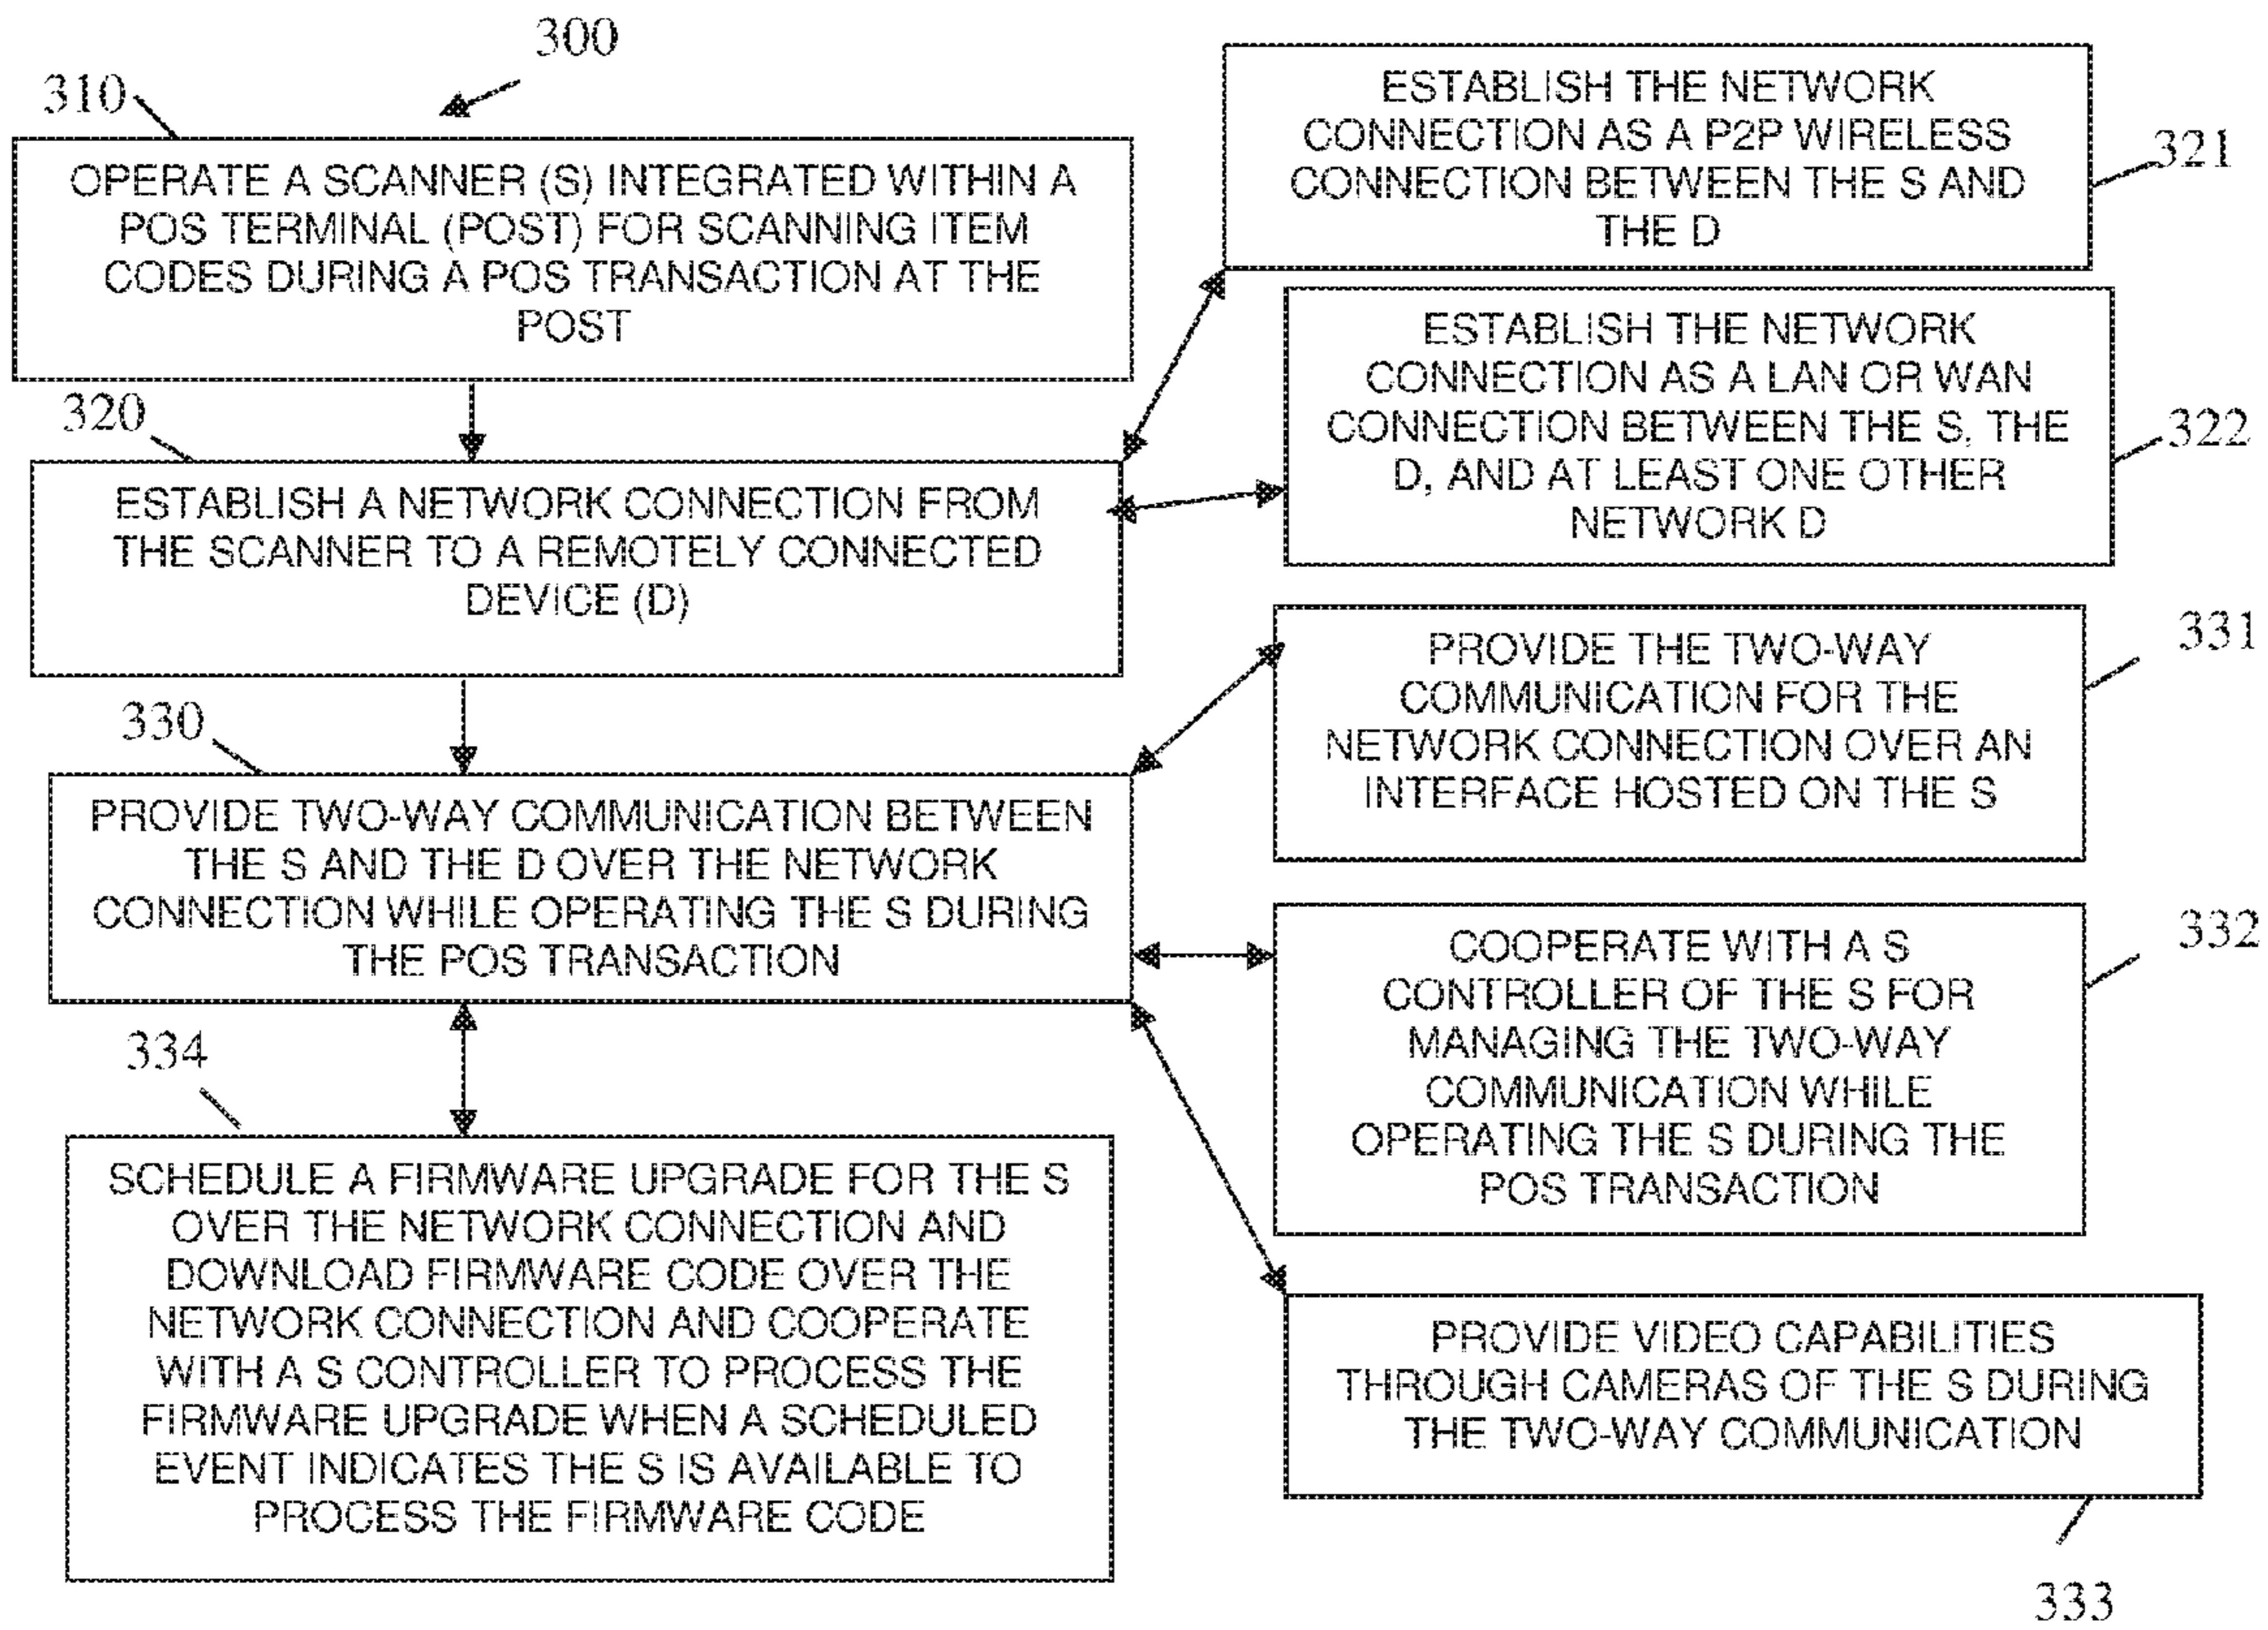 300
310
OPERATE A SCANNER (S) INTEGRATED WITHIN A
POS TERMINAL (POST) FOR SCANNING ITEM
CODES DURING A POS TRANSACTION AT THE
POST
320
ESTABLISH A NETWORK CONNECTION FROM
THE SCANNER TO A REMOTELY CONNECTED
DEVICE (D)
330
PROVIDE TWO-WAY COMMUNICATION BETWEEN
THE S AND THE D OVER THE NETWORK
CONNECTION WHILE OPERATING THE S DURING
THE POS TRANSACTION
334
SCHEDULE A FIRMWARE UPGRADE FOR THE S
OVER THE NETWORK CONNECTION AND
DOWNLOAD FIRMWARE CODE OVER THE
NETWORK CONNECTION AND COOPERATE
WITH A S CONTROLLER TO PROCESS THE
FIRMWARE UPGRADE WHEN A SCHEDULED
EVENT INDICATES THE S IS AVAILABLE TO
PROCESS THE FIRMWARE CODE
ESTABLISH THE NETWORK
CONNECTION AS A P2P WIRELESS
CONNECTION BETWEEN THE S AND
THE D
321
ESTABLISH THE NETWORK
CONNECTION AS A LAN OR WAN
CONNECTION BETWEEN THE S, THE
D, AND AT LEAST ONE OTHER
NETWORK D
322
PROVIDE THE TWO-WAY
COMMUNICATION FOR THE
NETWORK CONNECTION OVER AN
INTERFACE HOSTED ON THE S
331
COOPERATE WITH A S
CONTROLLER OF THE S FOR
MANAGING THE TWO-WAY
COMMUNICATION WHILE
OPERATING THE S DURING THE
POS TRANSACTION
332
PROVIDE VIDEO CAPABILITIES
THROUGH CAMERAS OF THE S DURING
THE TWO-WAY COMMUNICATION
333